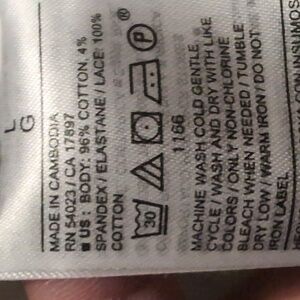 L
G
MADE IN CAMBODIA
RN 54023 / CA 17897
US : BODY: 96% COTTON, 4%
SPANDEX / ELASTANE / LACE: 100%
COTTON
30
P
®
1/66
MACHINE WASH COLD GENTLE
CYCLE / WASH AND DRY WITH LIKE
COLORS / ONLY NON-CHLORINE
BLEACH WHEN NEEDED / TUMBLE
DRY LOW / WARM IRON / DO NOT
IRON LABEL